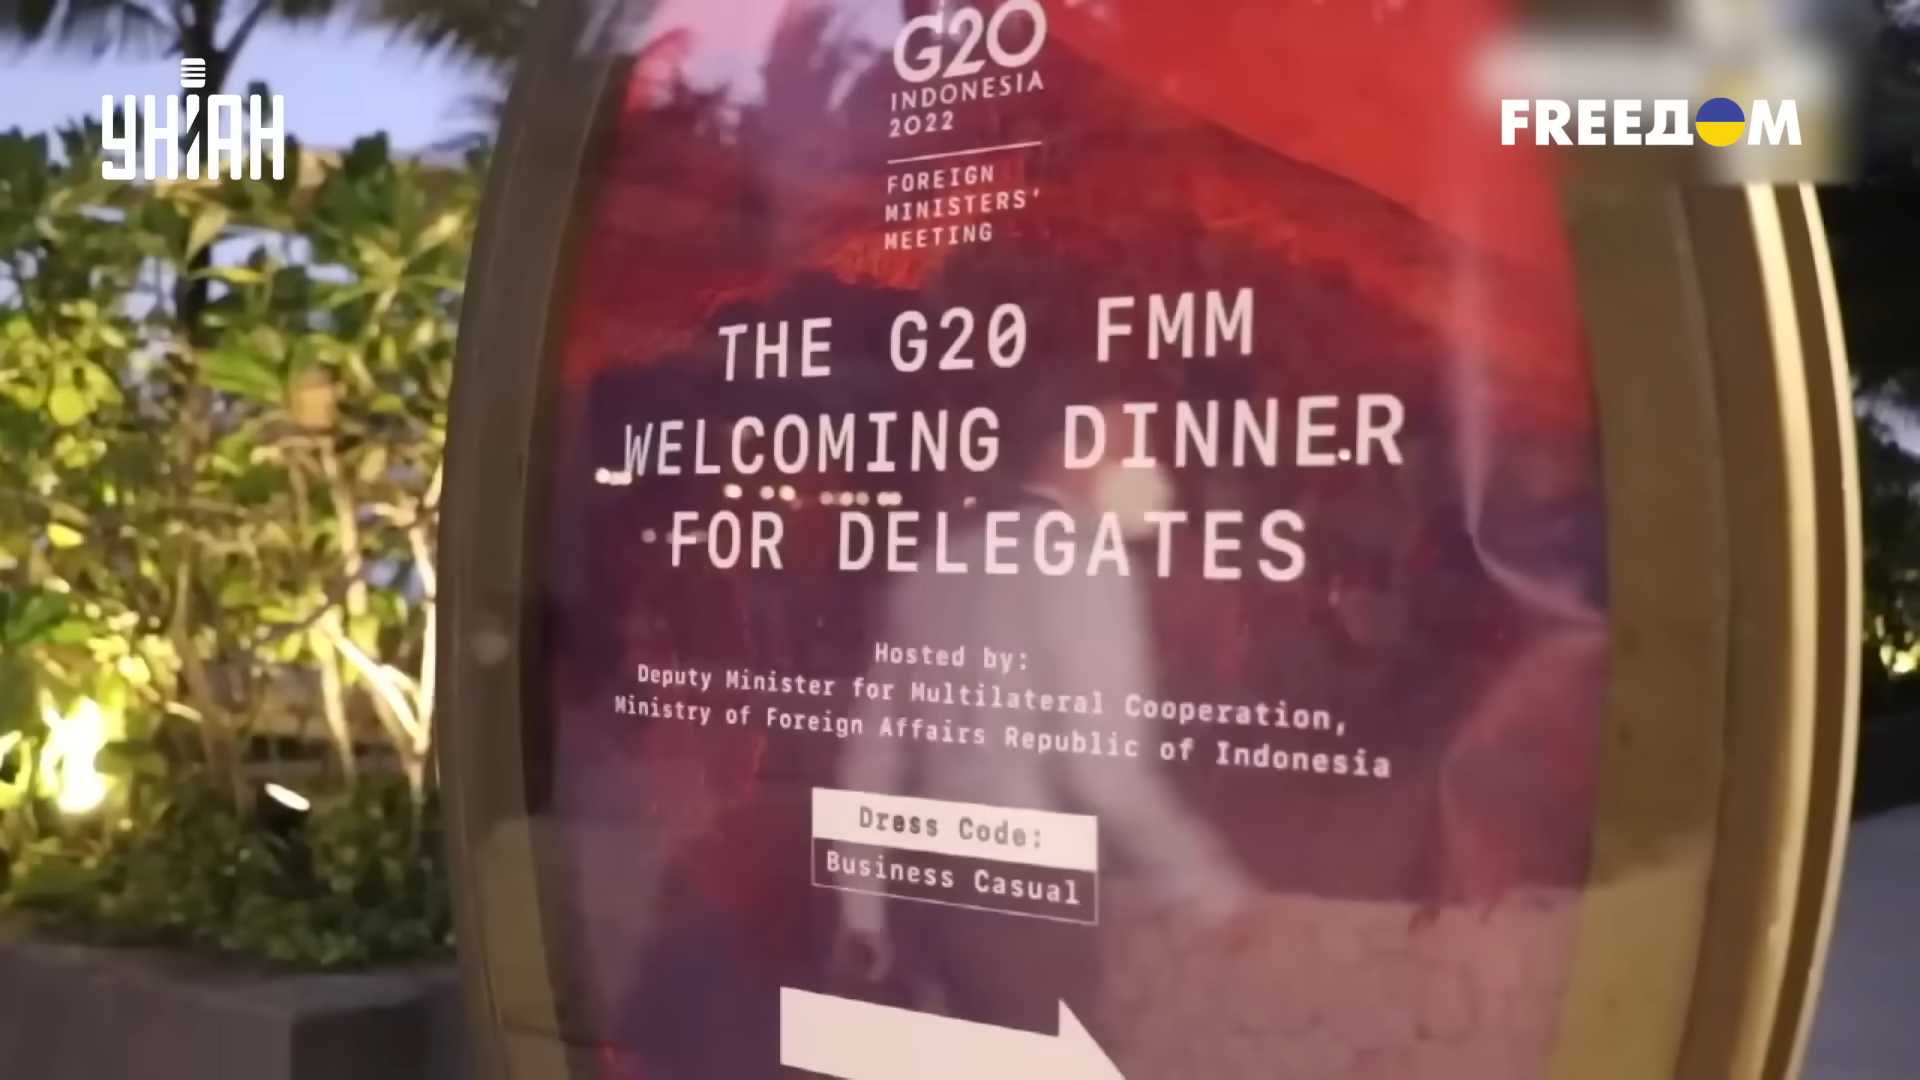 УНІАН
FREEДOM
G20
INDONESIA
2022
FOREIGN
MINISTERS'
MEETING
THE G20 FMM
WELCOMING DINNER
FOR DELEGATES
Hosted by:
Deputy Minister for Multilateral Cooperation,
Ministry of Foreign Affairs Republic of Indonesia
Dress Code:
Business Casual